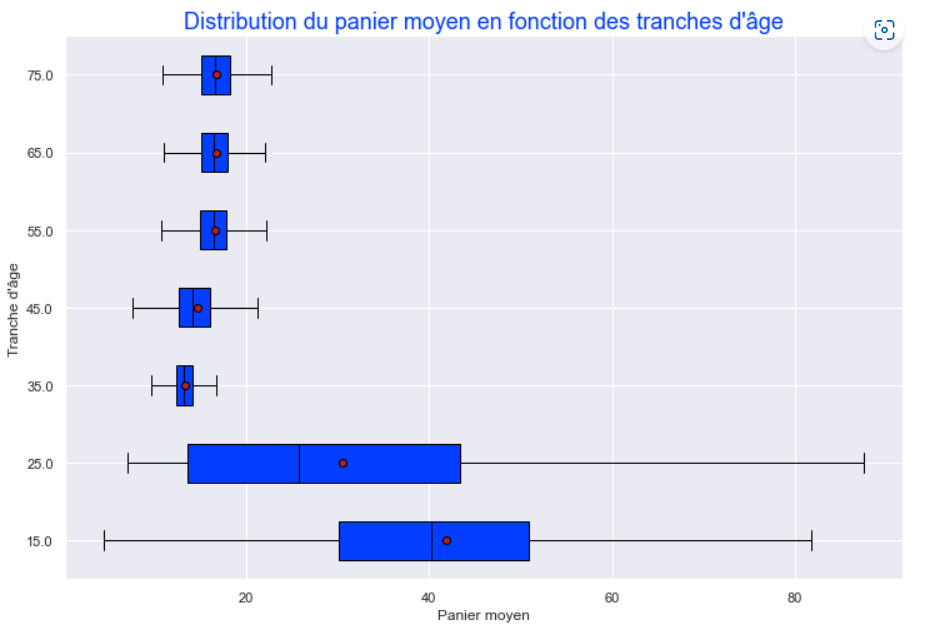 Distribution du panier moyen en fonction des tranches d'âge
75.0
65.0
55.0
45.0
35.0
25.0
15.0
Tranche d'âge
20 40 60 80
Panier moyen